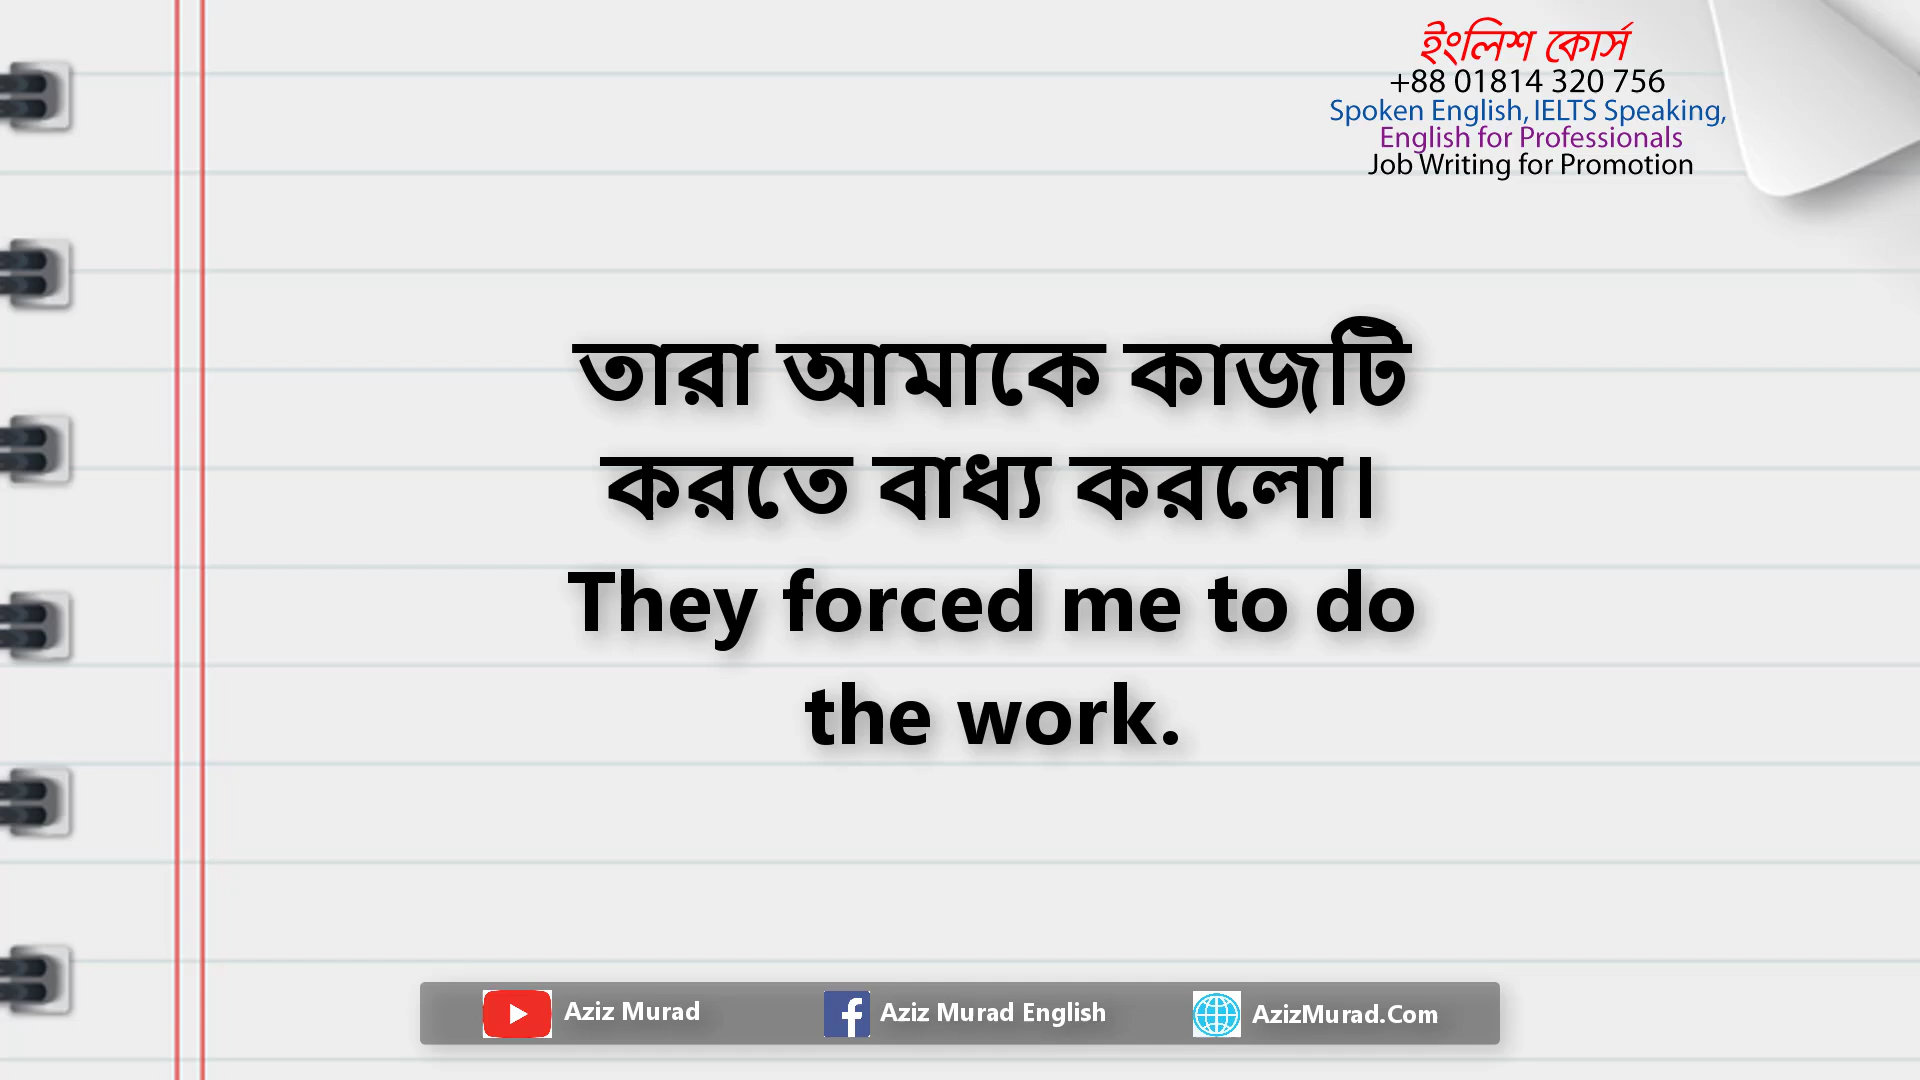 ইংলিশ কোর্স
+88 01814 320 756
Spoken English, IELTS Speaking,
English for Professionals
Job Writing for Promotion
তারা আমাকে কাজটি
করতে বাধ্য করলো।
They forced me to do
the work.
Aziz Murad
Aziz Murad English
AzizMurad.Com